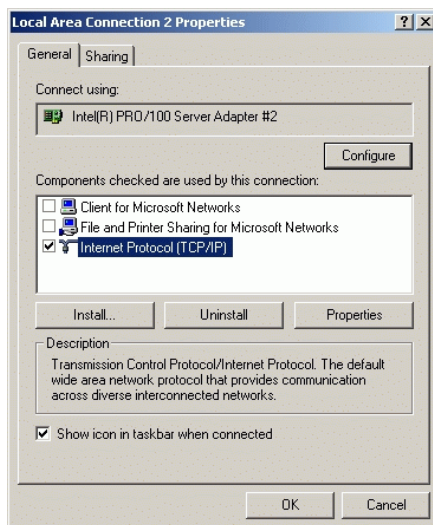 Local Area Connection 2 Properties
General Sharing
Connect using:
Intel(R) PRO/100 Server Adapter #2
Configure
Components checked are used by this connection:
Client for Microsoft Networks
File and Printer Sharing for Microsoft Networks
Internet Protocol (TCP/IP)
Install... Uninstall Properties
Description
Transmission Control Protocol/Internet Protocol. The default
wide area network protocol that provides communication
across diverse interconnected networks.
Show icon in taskbar when connected
OK Cancel